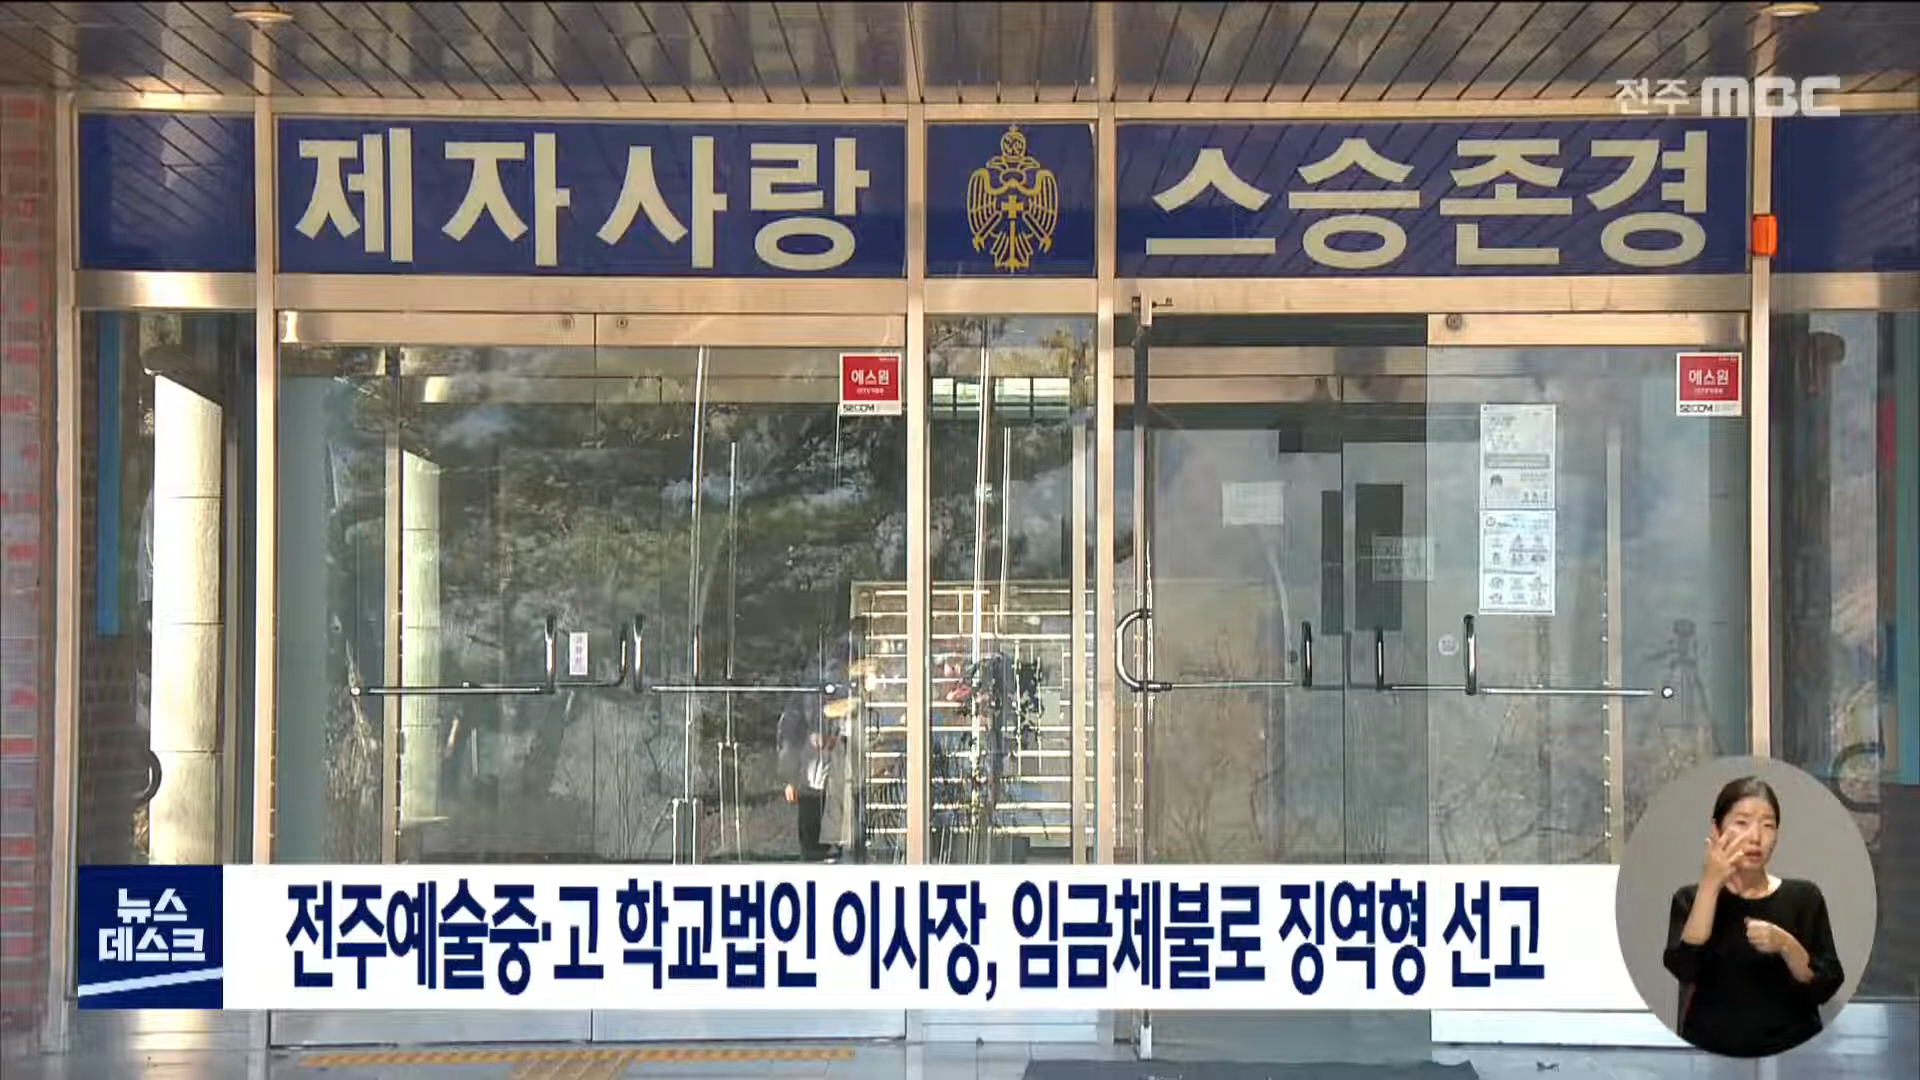 전주 MBC
제자사랑 스승존경
에스원
SECOM
에스원
SECOM
뉴스
데스크
전주예술중·고 학교법인 이사장, 임금체불로 징역형 선고